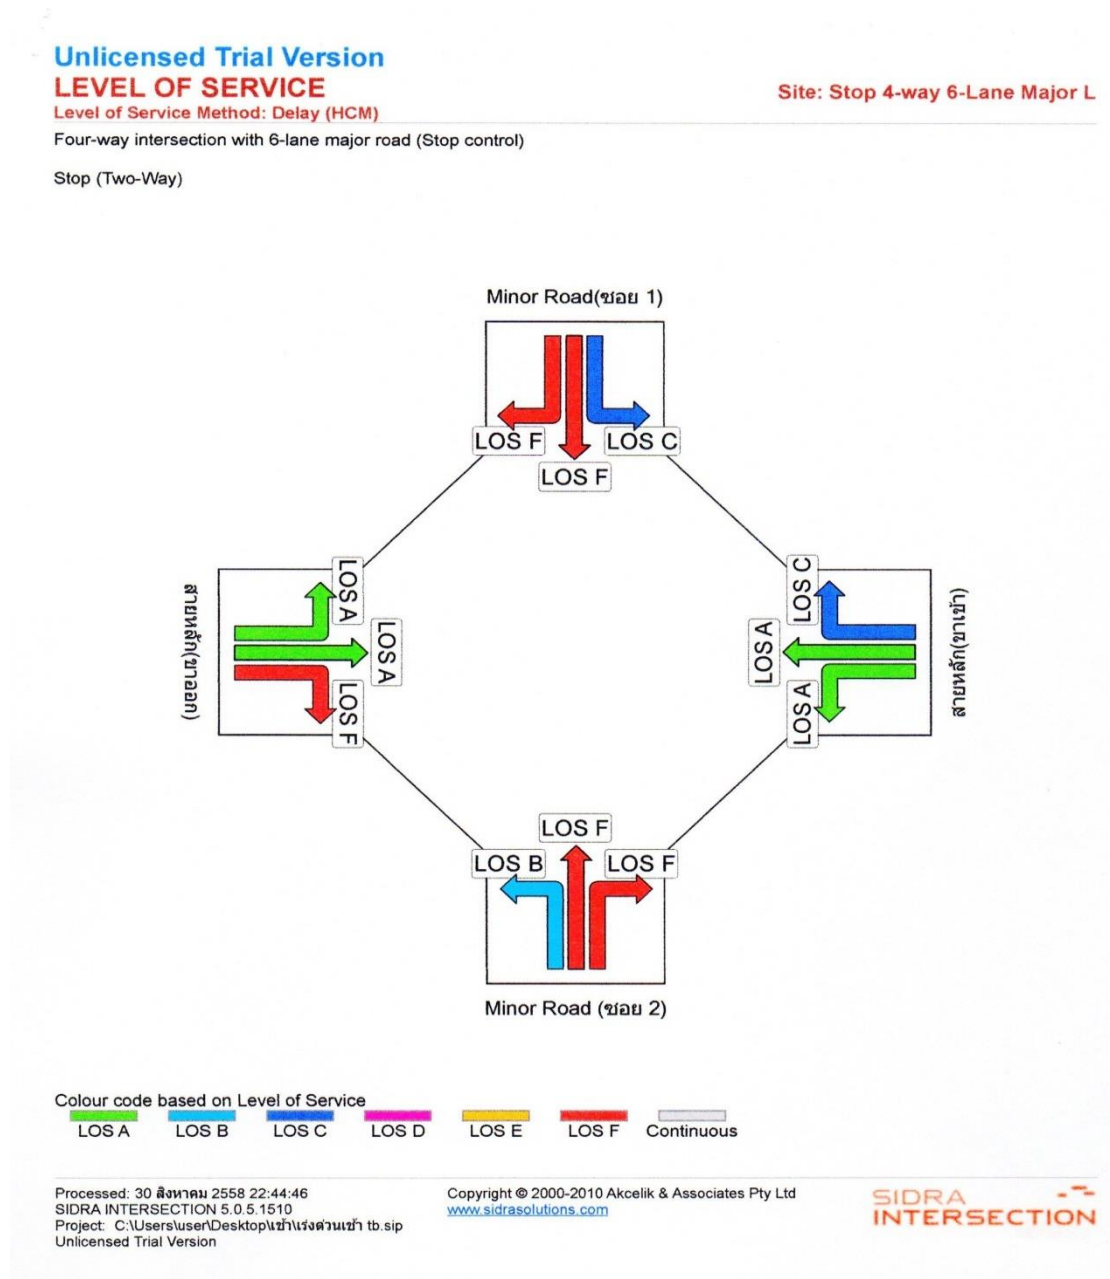 Unlicensed Trial Version
LEVEL OF SERVICE
Site: Stop 4-way 6-Lane Major L
Level of Service Method: Delay (HCM)
Four-way intersection with 6-lane major road (Stop control)
Stop (Two-Way)
Minor Road(ซอย 1)
LOS F
LOS C
LOS F
สายหลัก(ขาออก)
LOS A
LOS A
LOS F
LOS C
LOS A
LOS A
สายหลัก(ขาเข้า)
LOS F
LOS B
LOS F
Minor Road (ซอย 2)
Colour code based on Level of Service
LOS A
LOS B
LOS C
LOS D
LOS E
LOS F
Continuous
Processed: 30 สิงหาคม 2558 22:44:46
SIDRA INTERSECTION 5.0.5.1510
Project: C:\Users\user\Desktop\เช้า\เร่งด่วนเช้า tb.sip
Unlicensed Trial Version
Copyright © 2000-2010 Akcelik & Associates Pty Ltd
www.sidrasolutions.com
SIDRA
INTERSECTION